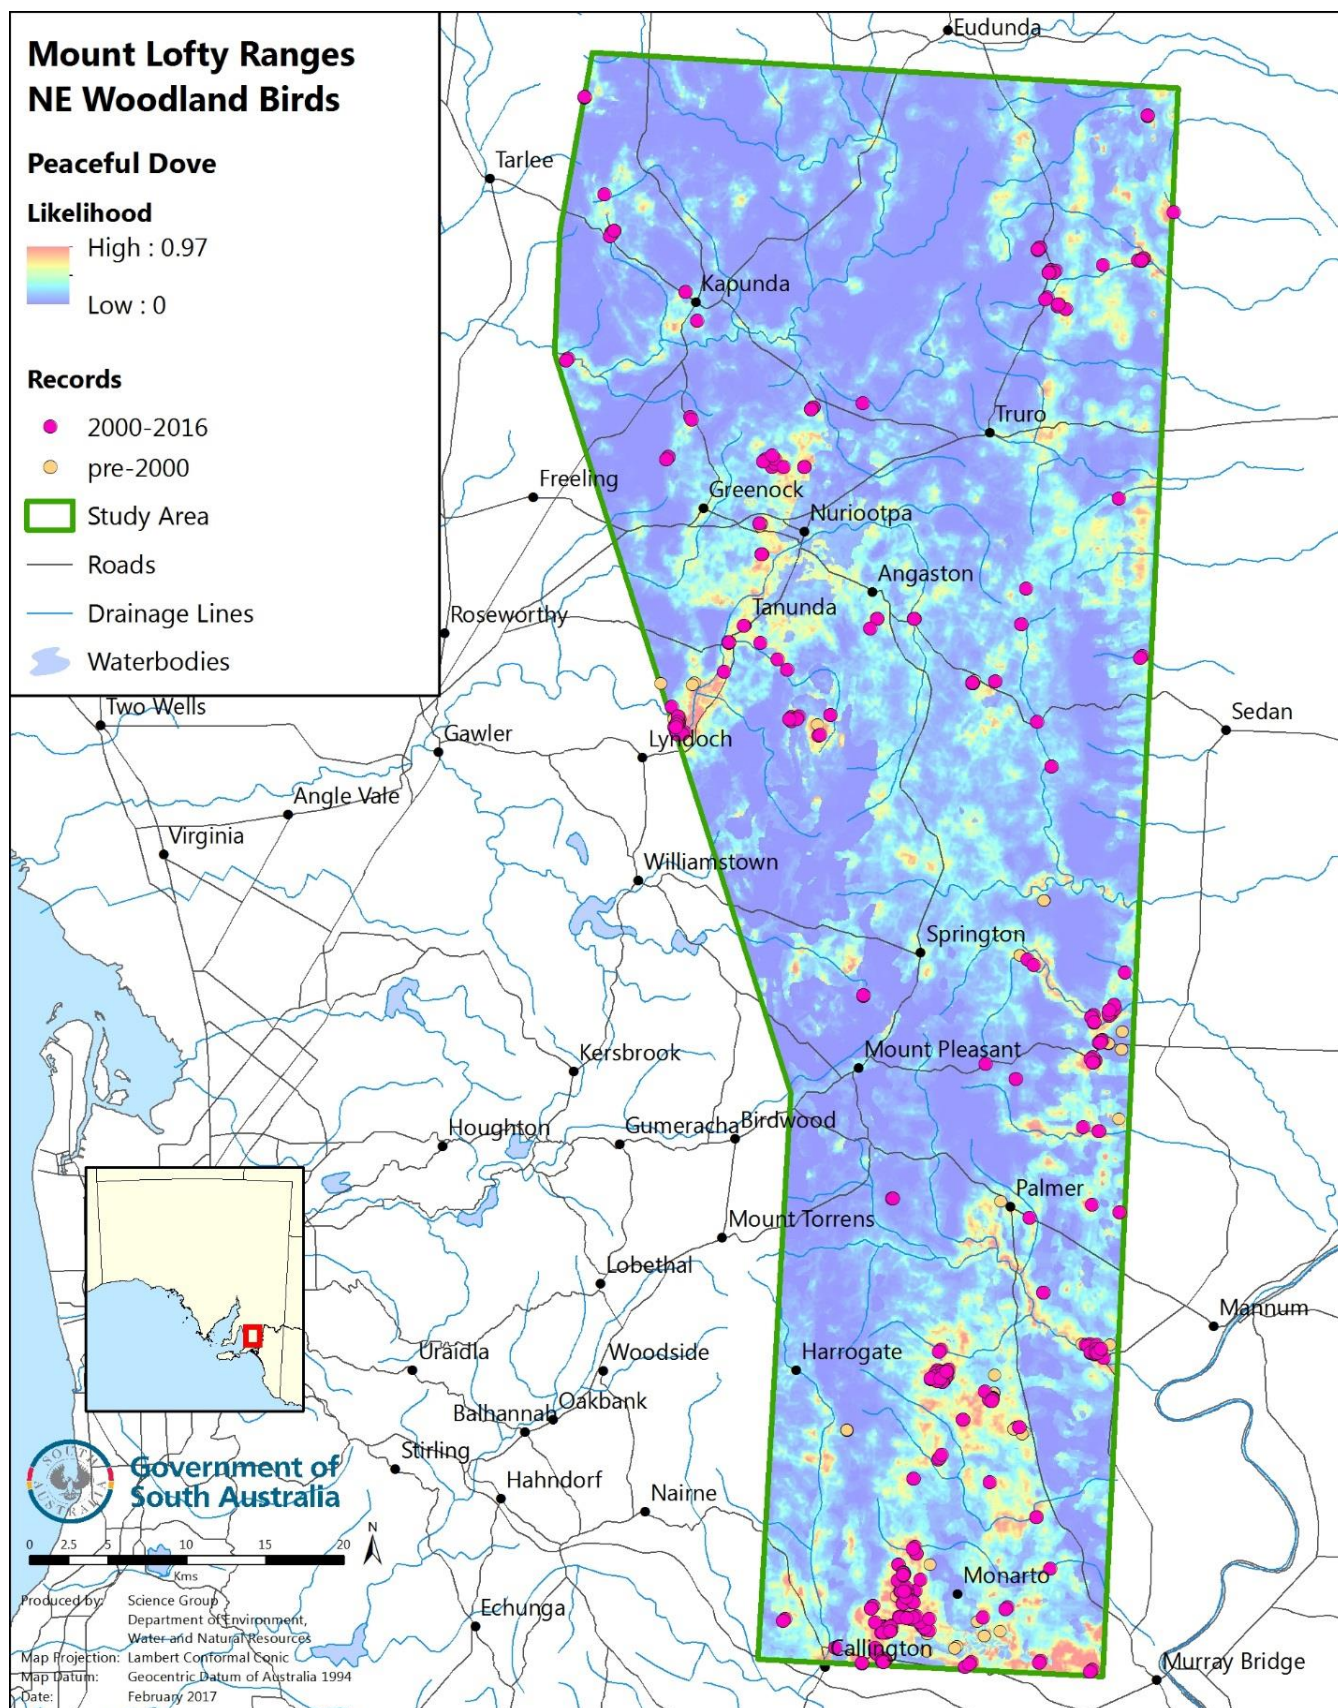 Mount Lofty Ranges
NE Woodland Birds
Peaceful Dove
Likelihood
High : 0.97
Low : 0
Records
2000-2016
pre-2000
Study Area
Roads
Drainage Lines
Waterbodies
Eudunda
Tarlee
Kapunda
Truro
Freeling
Greenock
Nuriootpa
Angaston
Tanunda
Roseworthy
Two Wells
Sedan
Gawler
Lyndoch
Angle Vale
Virginia
Williamstown
Springton
Kersbrook
Mount Pleasant
Houghton
Gumeracha
Birdwood
Palmer
Mount Torrens
Lobethal
Mannum
Uraidla
Woodside
Harrogate
Balhannah
Oakbank
Stirling
Hahndorf
Nairne
Monarto
Echunga
Callington
Murray Bridge
SOUTH
AUSTRALIA
Government of
South Australia
0 2.5 5 10 15 20
Kms
N
Produced by: Science Group
Department of Environment,
Water and Natural Resources
Map Projection: Lambert Conformal Conic
Map Datum: Geocentric Datum of Australia 1994
Date: February 2017